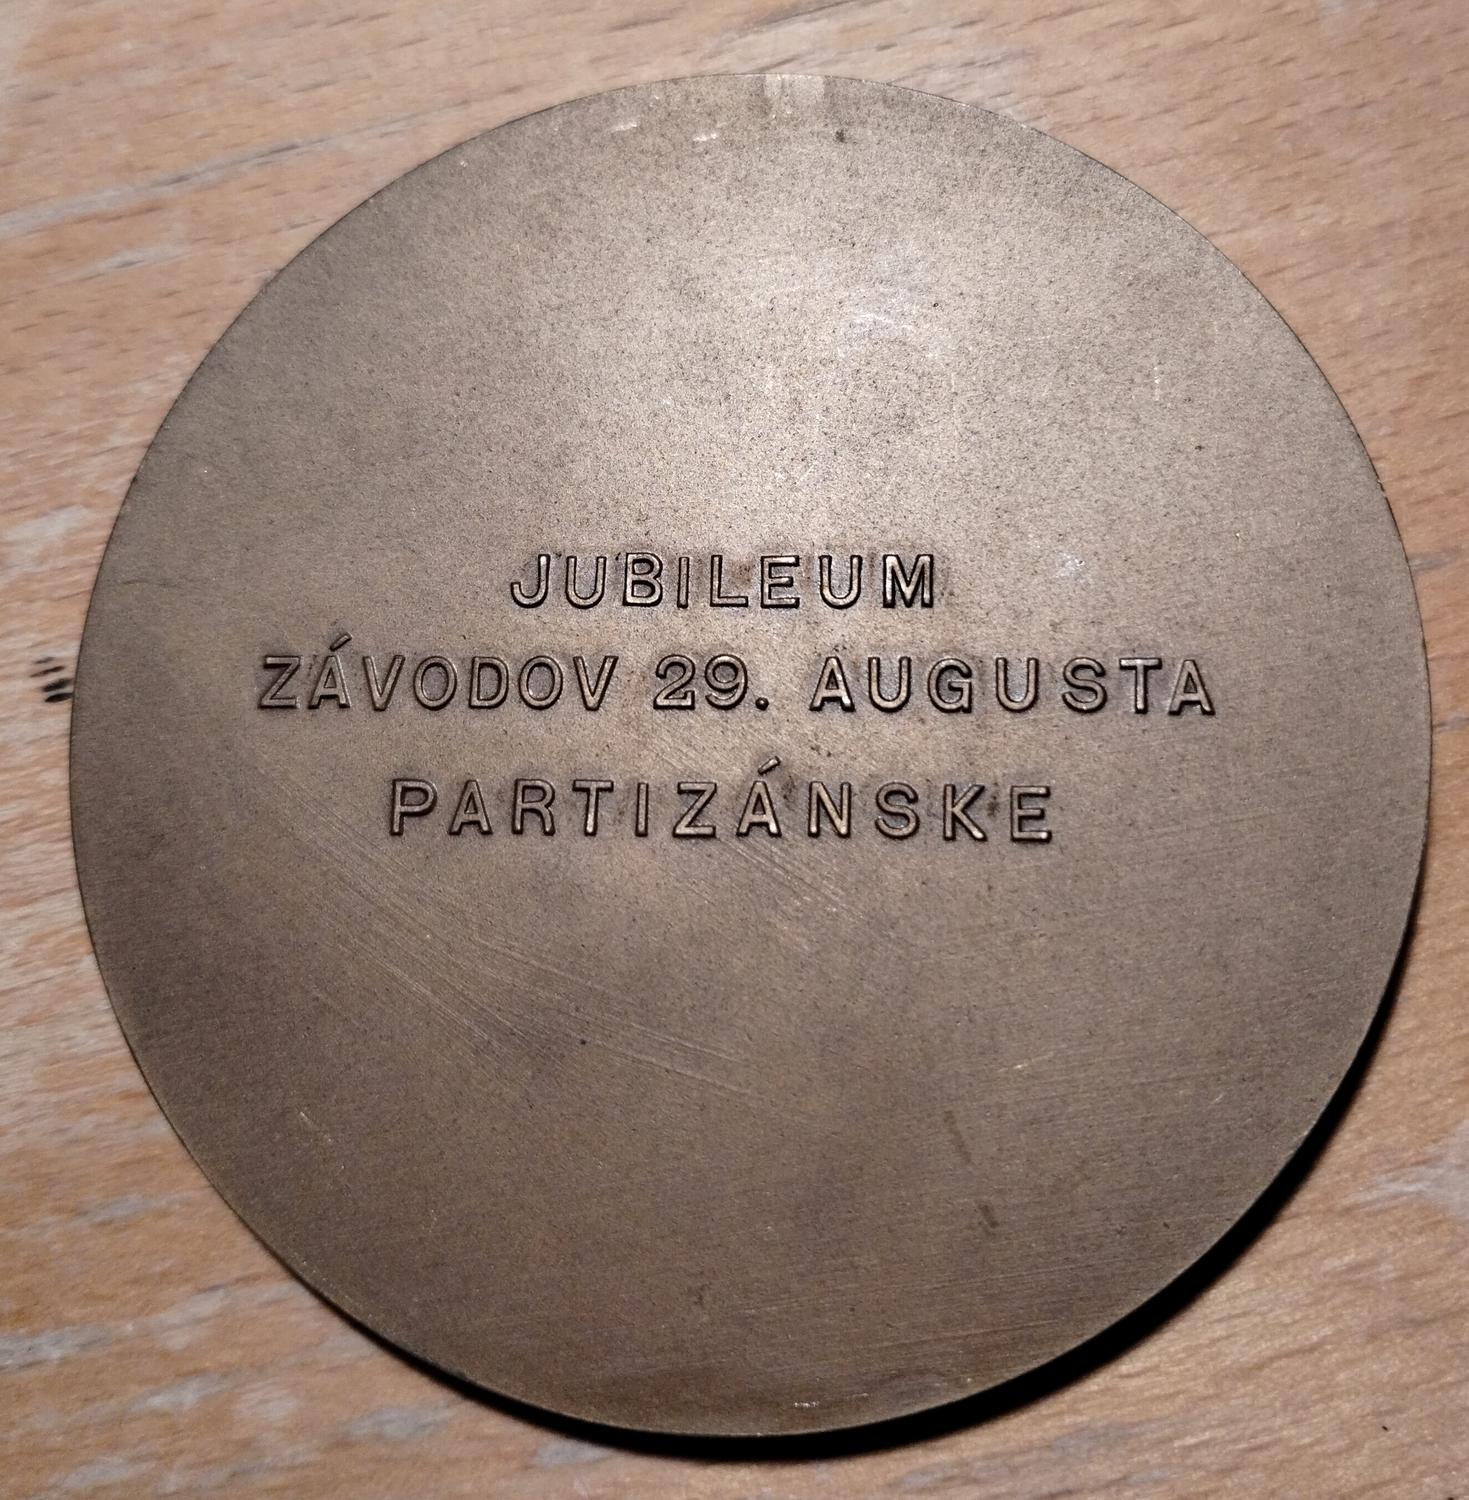 JUBILEUM
ZÁVODOV 29. AUGUSTA
PARTIZÁNSKE